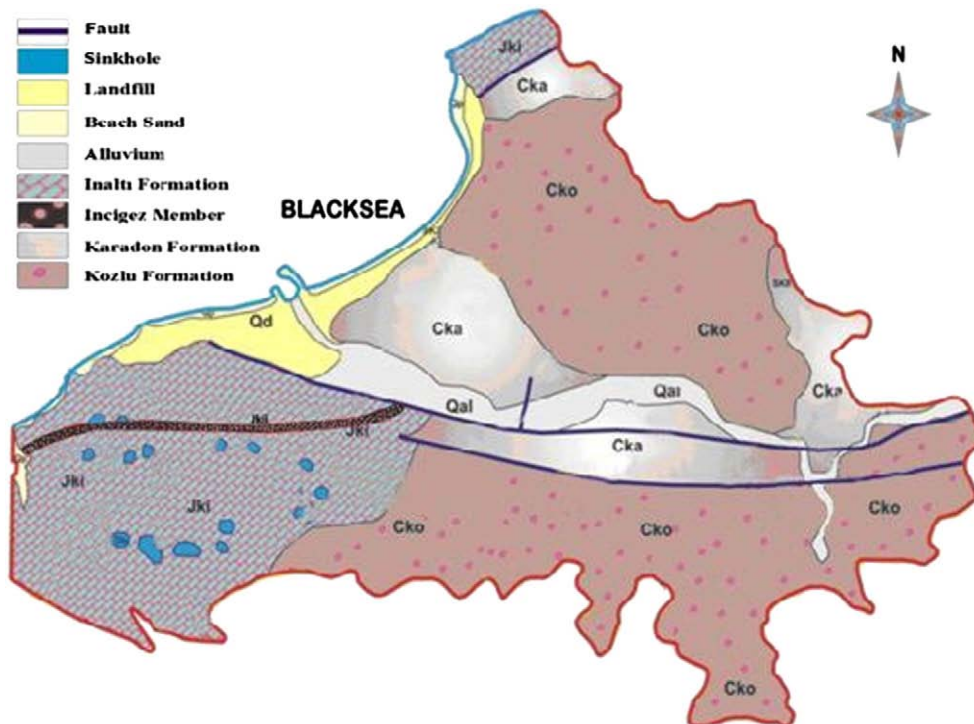 Fault
Sinkhole
Landfill
Beach Sand
Alluvium
Inaltı Formation
Incigez Member
Karadon Formation
Kozlu Formation
N
BLACKSEA
Jki
Cka
Cko
Qd
Cka
Cko
Cka
Qal
Qal
Cka
Jki
Jki
Jki
Jki
Cko
Cko
Cko
Cko